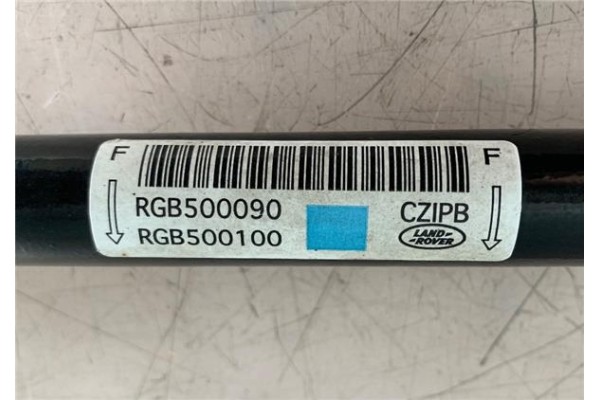 F F
RGB500090 CZIPB
RGB500100 LAND-
ROVER